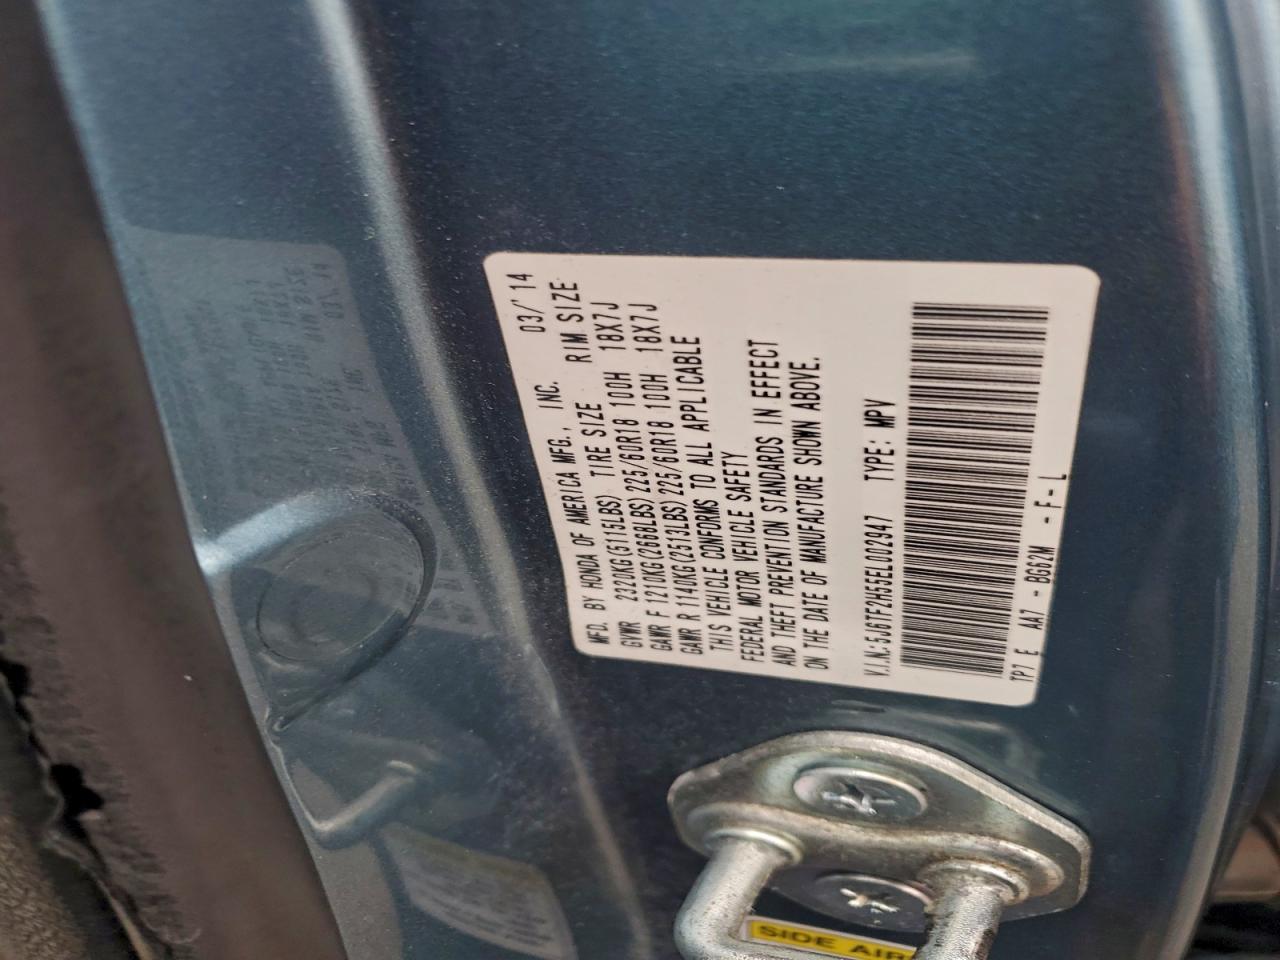 MFD. BY HONDA OF AMERICA MFG., INC. 03/'14
GVWR 2320KG(5115LBS) TIRE SIZE RIM SIZE
GAWR F 1210KG(2668LBS) 225/60R18 100H 18X7J
GAWR R 1140KG(2513LBS) 225/60R18 100H 18X7J
THIS VEHICLE CONFORMS TO ALL APPLICABLE
FEDERAL MOTOR VEHICLE SAFETY
AND THEFT PREVENTION STANDARDS IN EFFECT
ON THE DATE OF MANUFACTURE SHOWN ABOVE.
V.I.N:5J6TF2H55EL002947 TYPE: MPV
TP7 E AA7 - BG62M - F-L
SIDE AIR